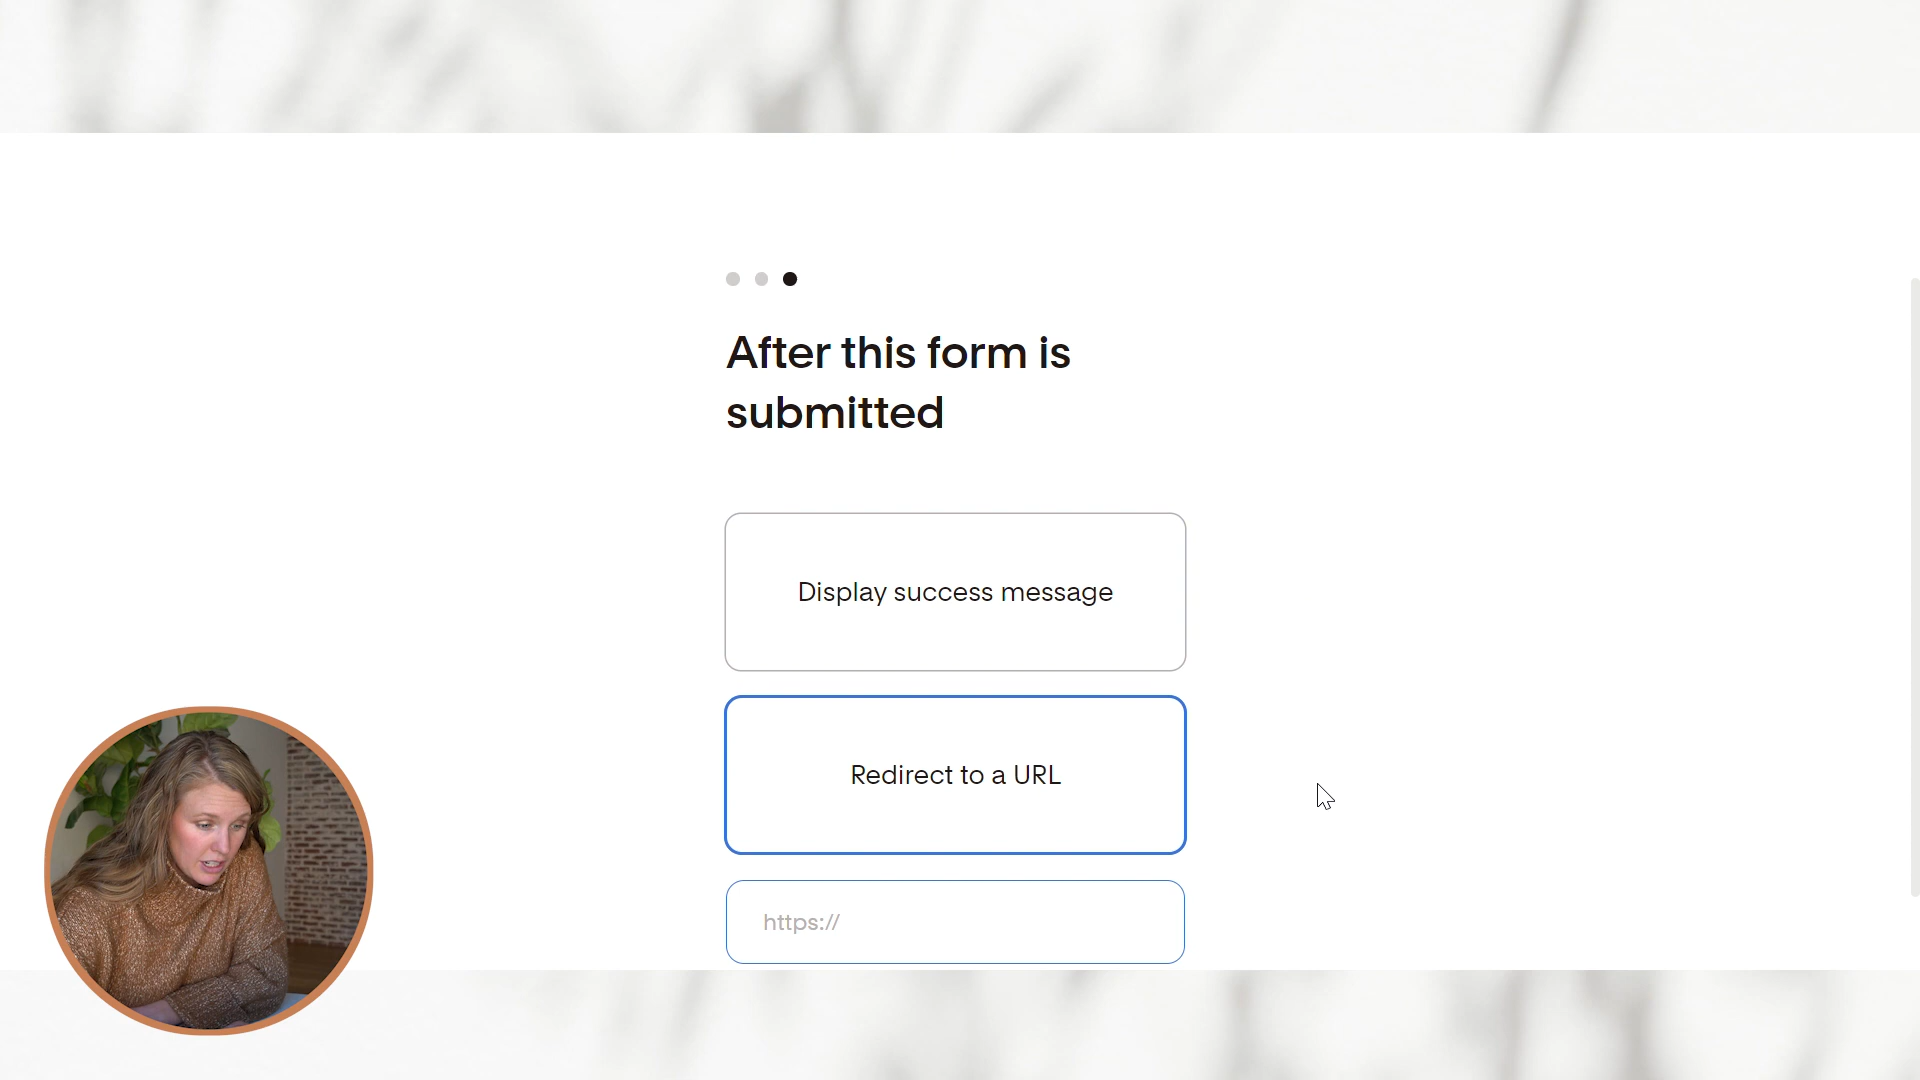 After this form is
submitted
Display success message
Redirect to a URL
https://